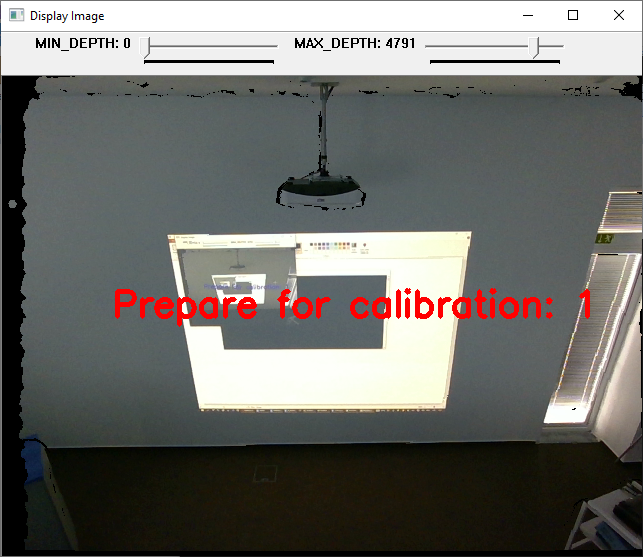 Display Image
MIN_DEPTH: 0 MAX_DEPTH: 4791
Prepare for calibration: 1